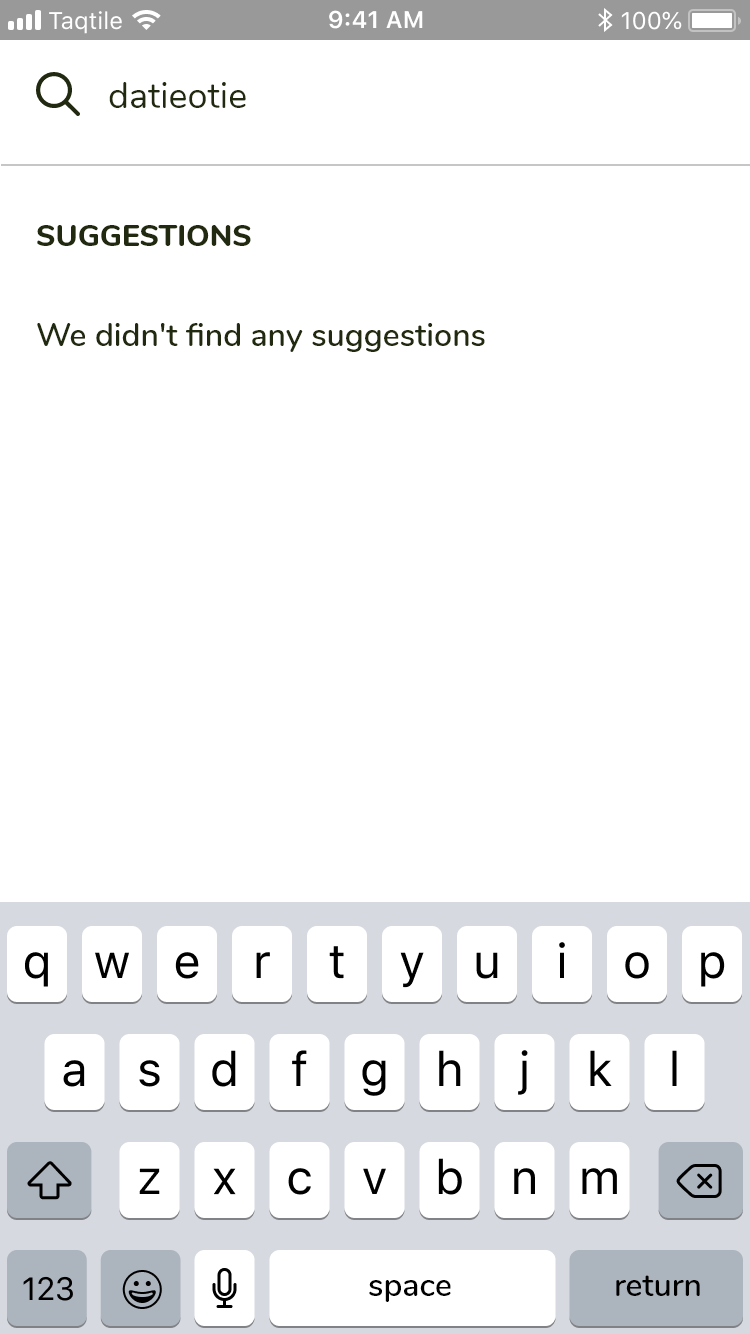 Taqtile 9:41 AM 100%
datieotie
SUGGESTIONS
We didn't find any suggestions
q w e r t y u i o p
a s d f g h j k l
z x c v b n m
123 space return